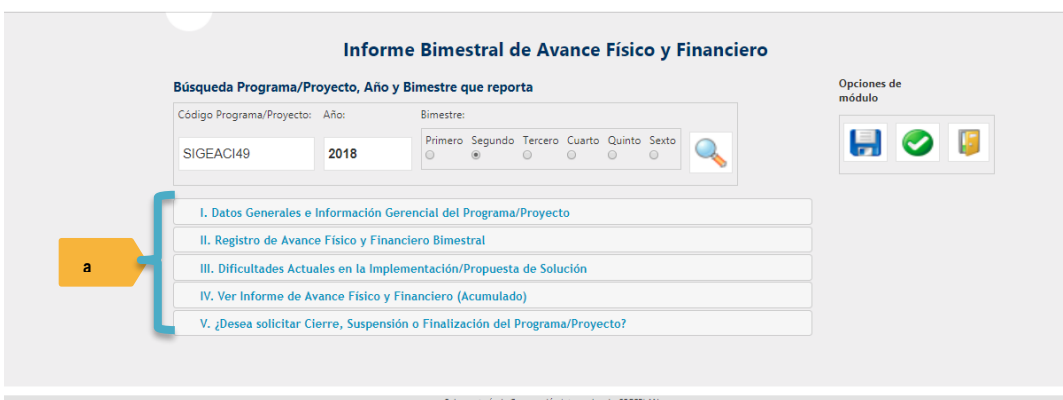 Informe Bimestral de Avance Físico y Financiero
Búsqueda Programa/Proyecto, Año y Bimestre que reporta
Opciones de
módulo
Código Programa/Proyecto: Año: Bimestre:
Primero Segundo Tercero Cuarto Quinto Sexto
SIGEACI49 2018
I. Datos Generales e Información Gerencial del Programa/Proyecto
II. Registro de Avance Físico y Financiero Bimestral
a
III. Dificultades Actuales en la Implementación/Propuesta de Solución
IV. Ver Informe de Avance Físico y Financiero (Acumulado)
V. ¿Desea solicitar Cierre, Suspensión o Finalización del Programa/Proyecto?